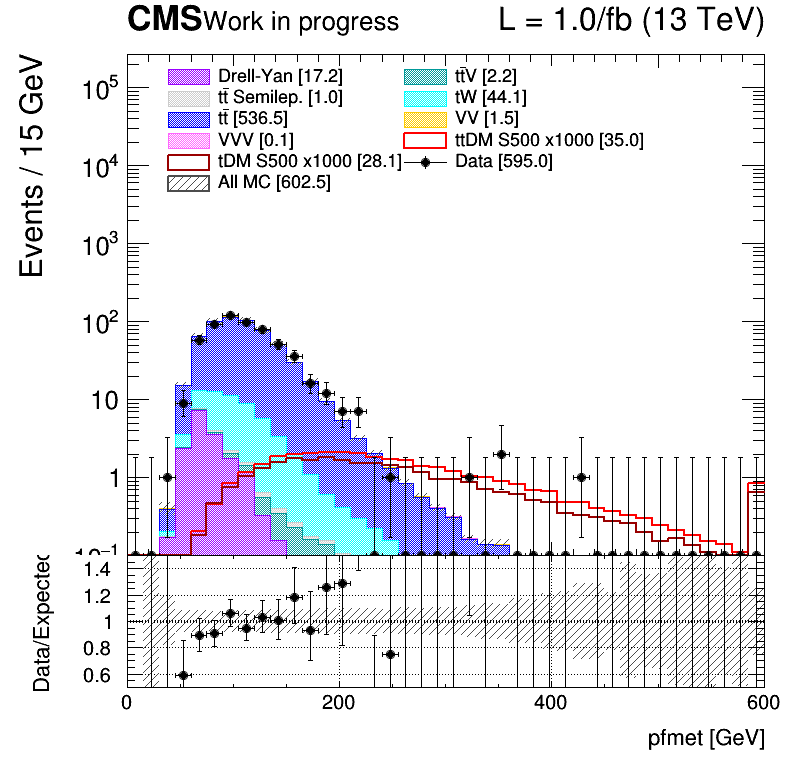 CMS Work in progress L = 1.0/fb (13 TeV)
Events / 15 GeV
Drell-Yan [17.2] tt̄V [2.2]
tt̄ Semilep. [1.0] tW [44.1]
tt̄ [536.5] VV [1.5]
VVV [0.1] ttDM S500 x1000 [35.0]
tDM S500 x1000 [28.1] Data [595.0]
All MC [602.5]
10⁵
10⁴
10³
10²
10
1
10⁻¹
Data/Expected
1.4
1.2
1
0.8
0.6
0 200 400 600
pfmet [GeV]